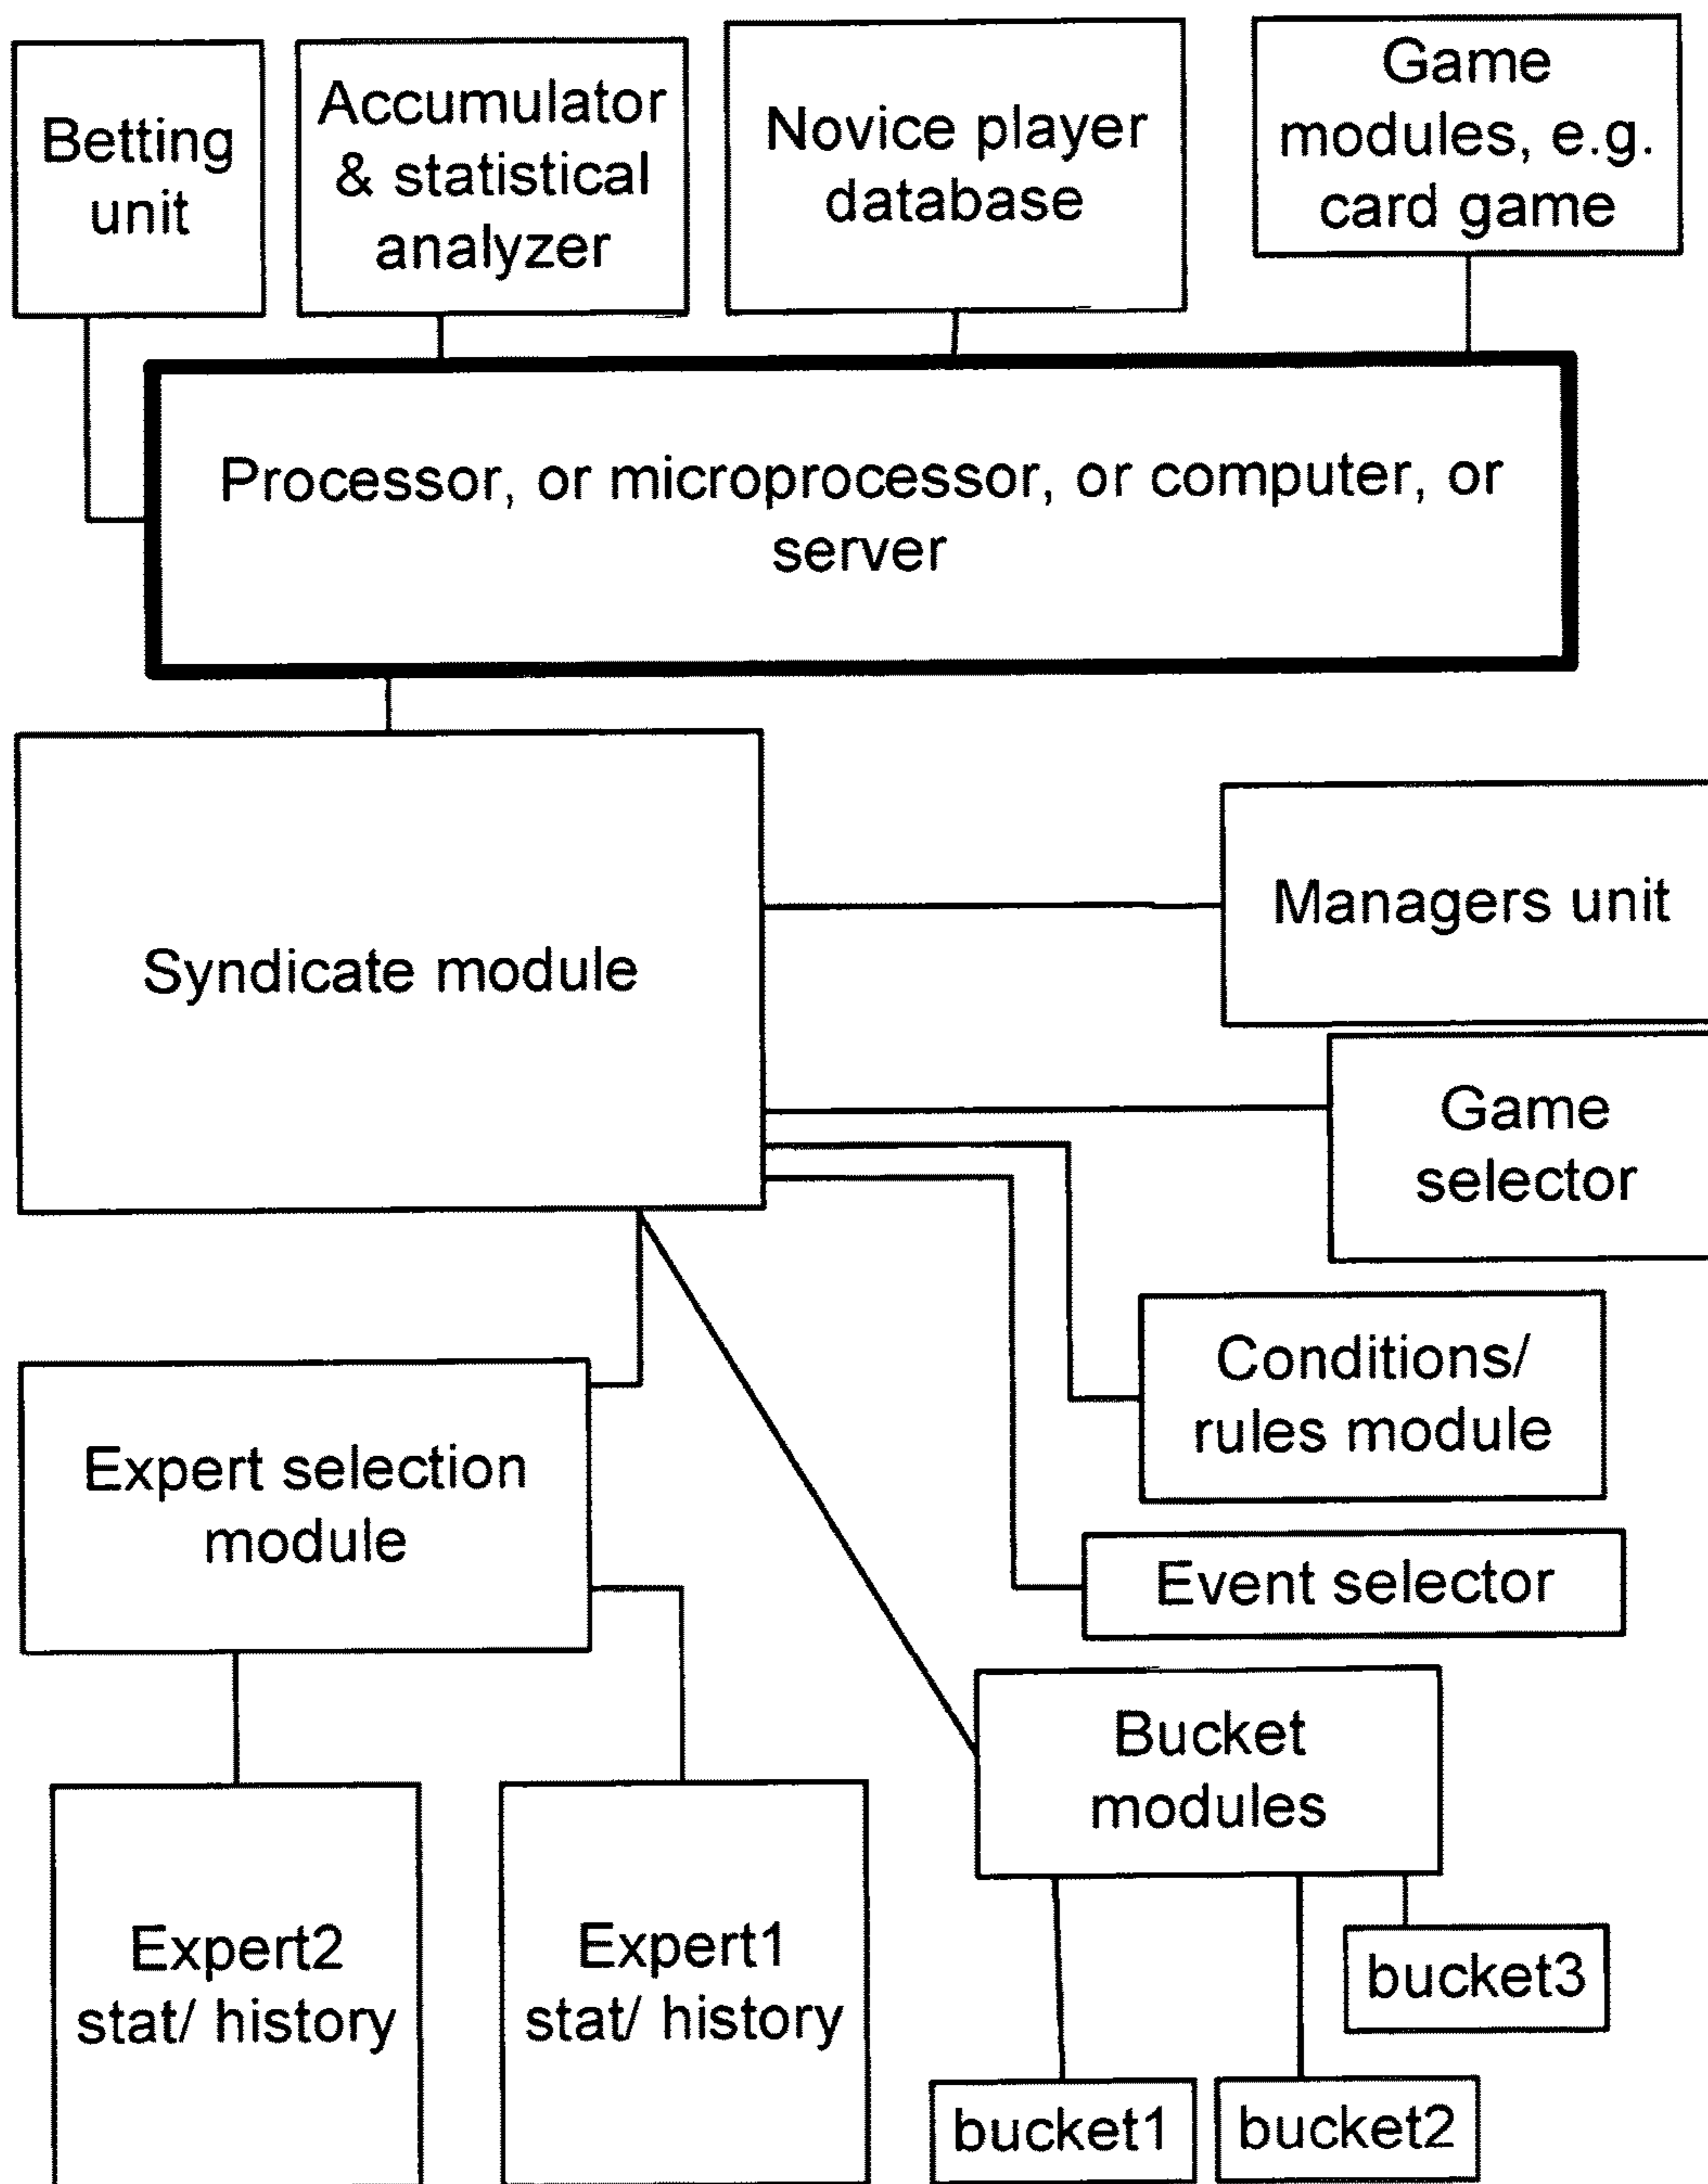 Betting
unit
Accumulator
& statistical
analyzer
Novice player
database
Game
modules, e.g.
card game
Processor, or microprocessor, or computer, or
server
Syndicate module
Managers unit
Game
selector
Conditions/
rules module
Event selector
Expert selection
module
Bucket
modules
Expert2
stat/ history
Expert1
stat/ history
bucket3
bucket1
bucket2